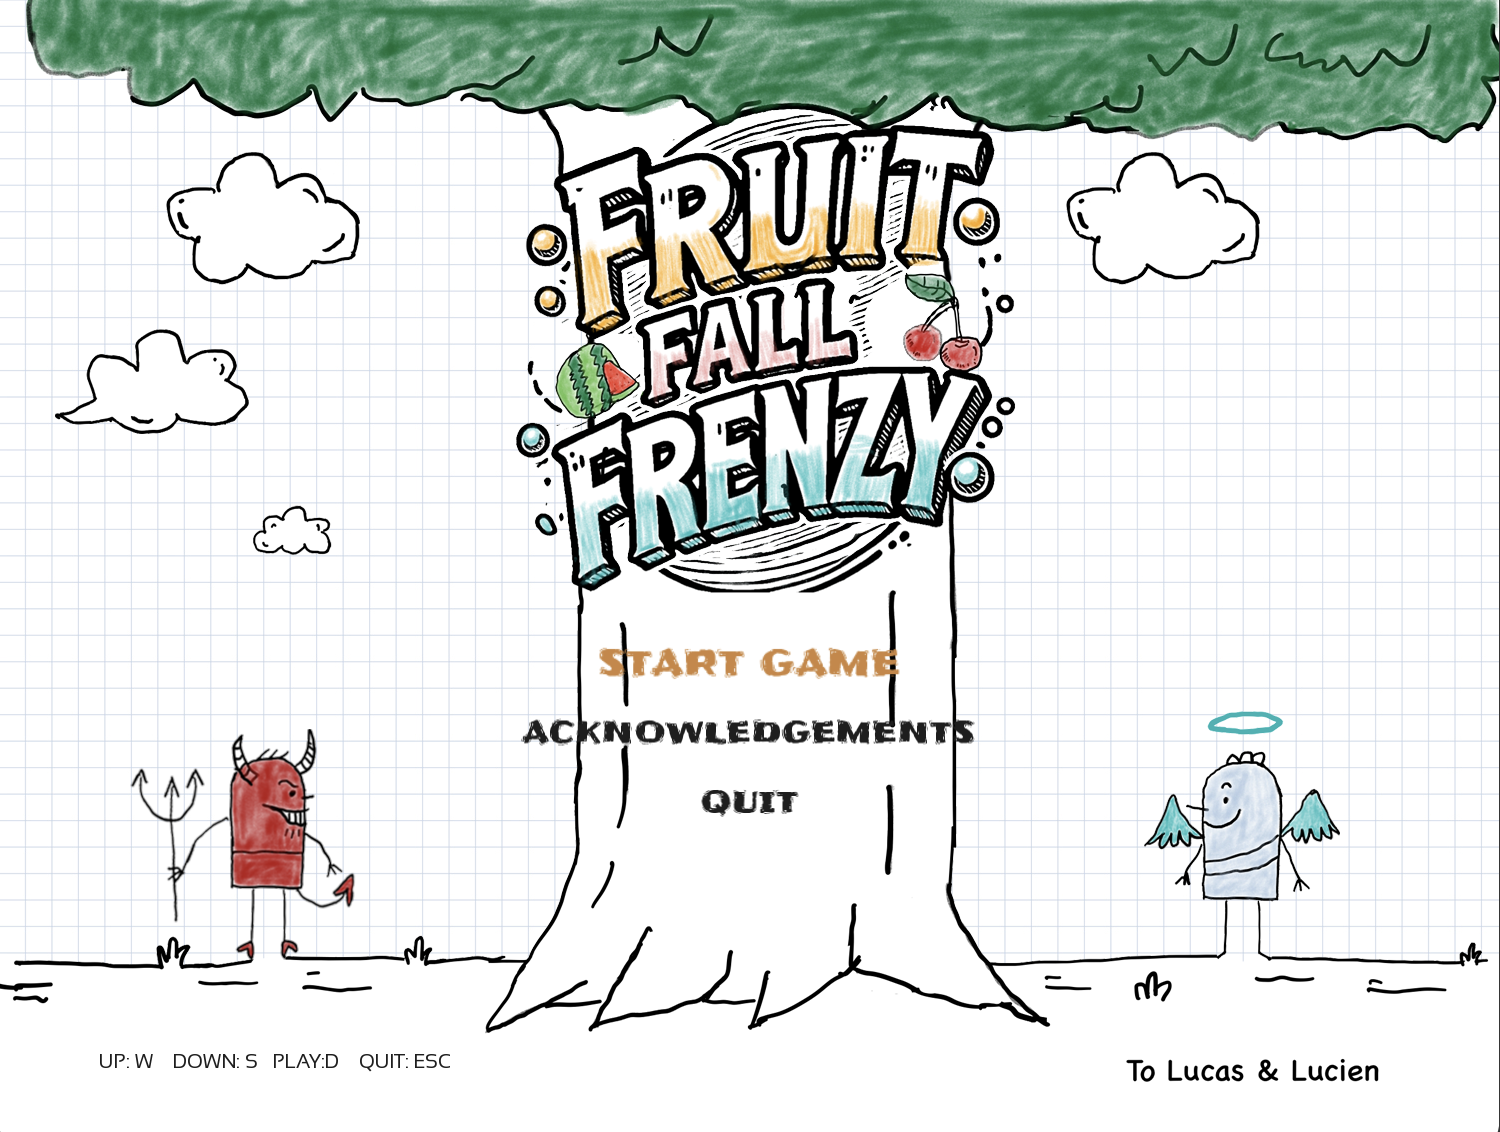 FRUIT
FALL
FRENZY
START GAME
ACKNOWLEDGEMENTS
QUIT
UP: W DOWN: S PLAY:D QUIT: ESC
To Lucas & Lucien